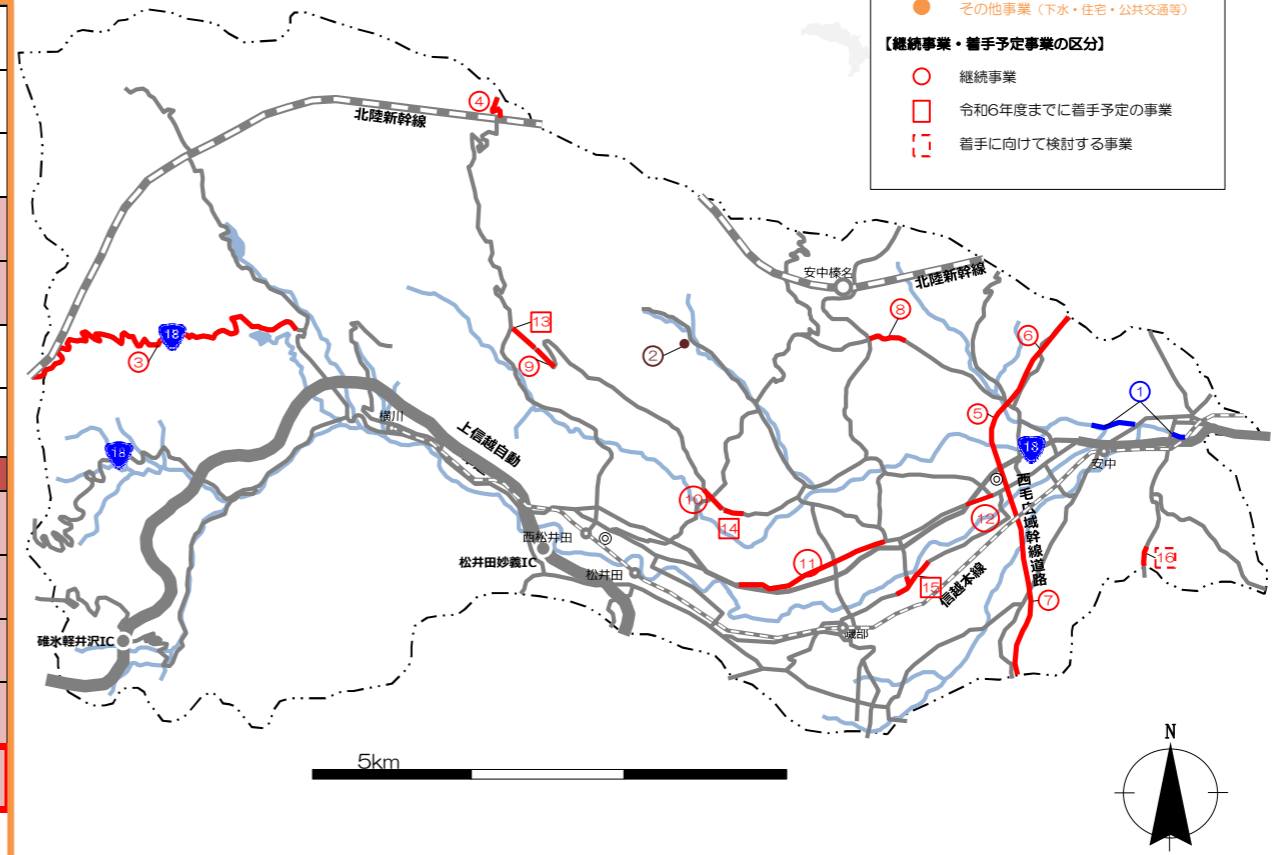 その他事業（下水・住宅・公共交通等）
【継続事業・着手予定事業の区分】
継続事業
令和6年度までに着手予定の事業
着手に向けて検討する事業
4
北陸新幹線
安中榛名
北陸新幹線
18
3
13
9
2
8
6
1
5
18
安中
横川
上信越自動
18
10
14
12
西毛広域幹線道路
西松井田
松井田妙義IC
松井田
11
15
信越本線
16
7
磯部
碓氷軽井沢IC
5km
N